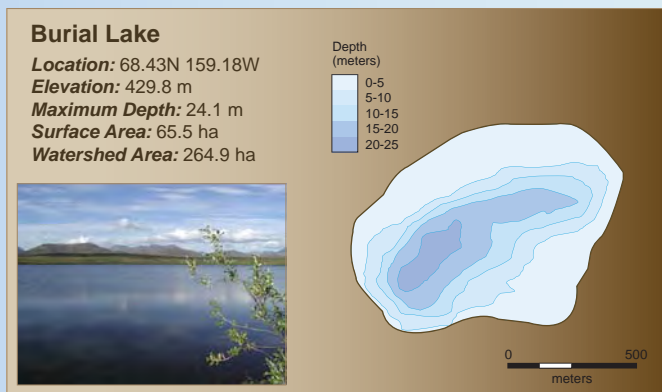 Burial Lake
Location: 68.43N 159.18W
Elevation: 429.8 m
Maximum Depth: 24.1 m
Surface Area: 65.5 ha
Watershed Area: 264.9 ha
Depth
(meters)
0-5
5-10
10-15
15-20
20-25
0 500
meters